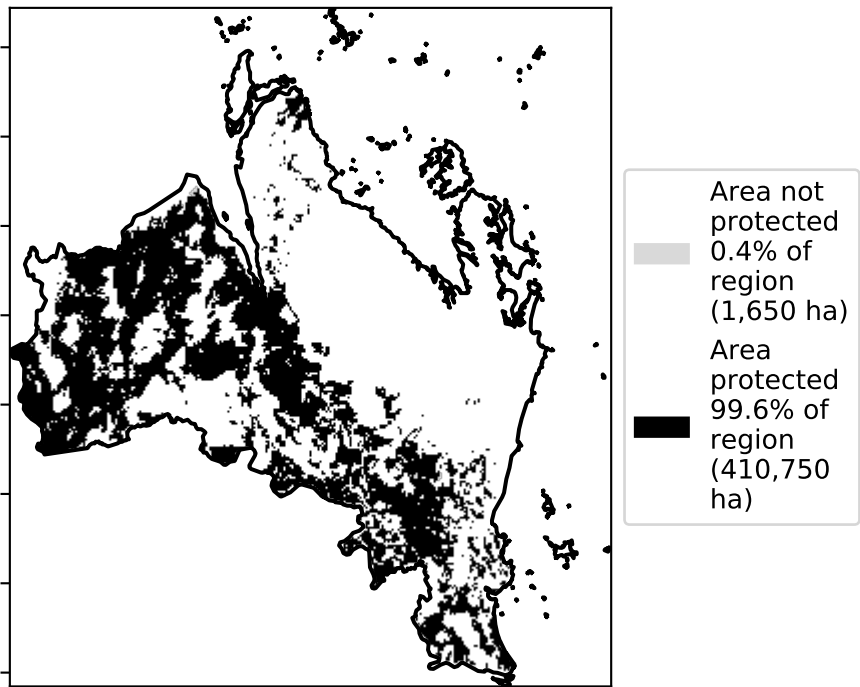 Area not
protected
0.4% of
region
(1,650 ha)
Area
protected
99.6% of
region
(410,750
ha)